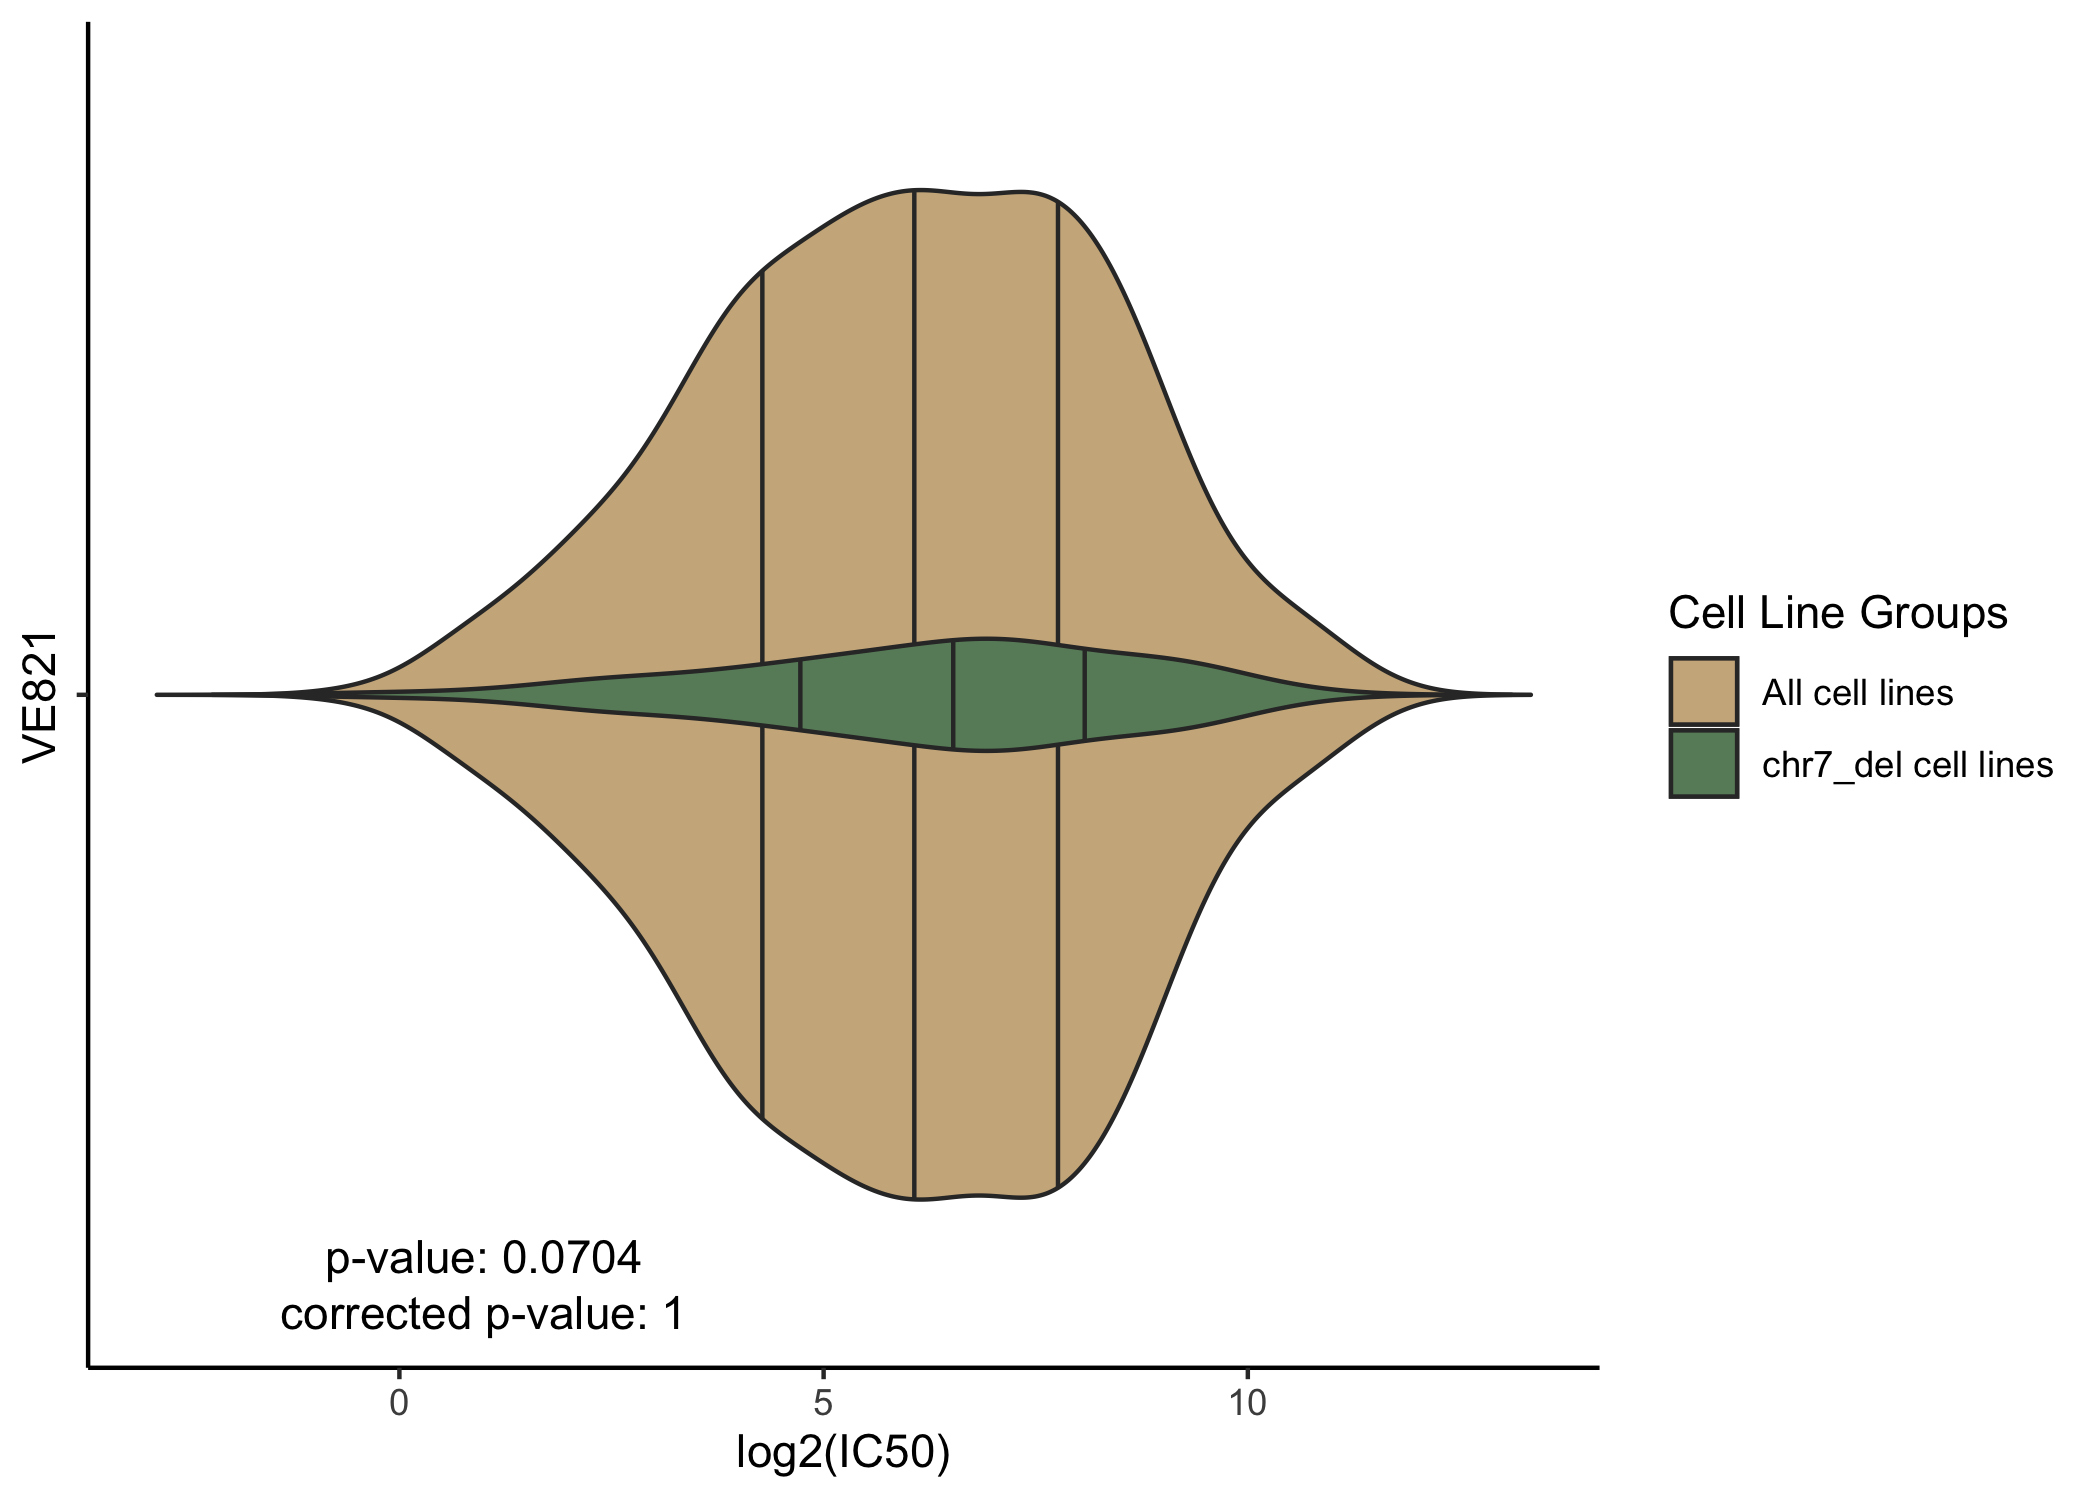 VE821
p-value: 0.0704
corrected p-value: 1
0 5 10
log2(IC50)
Cell Line Groups
All cell lines
chr7_del cell lines